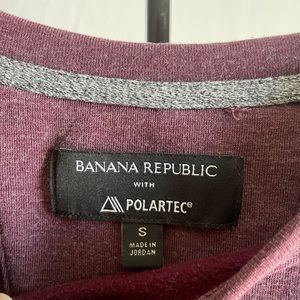 BANANA REPUBLIC
WITH
POLARTEC®
S
MADE IN
JORDAN